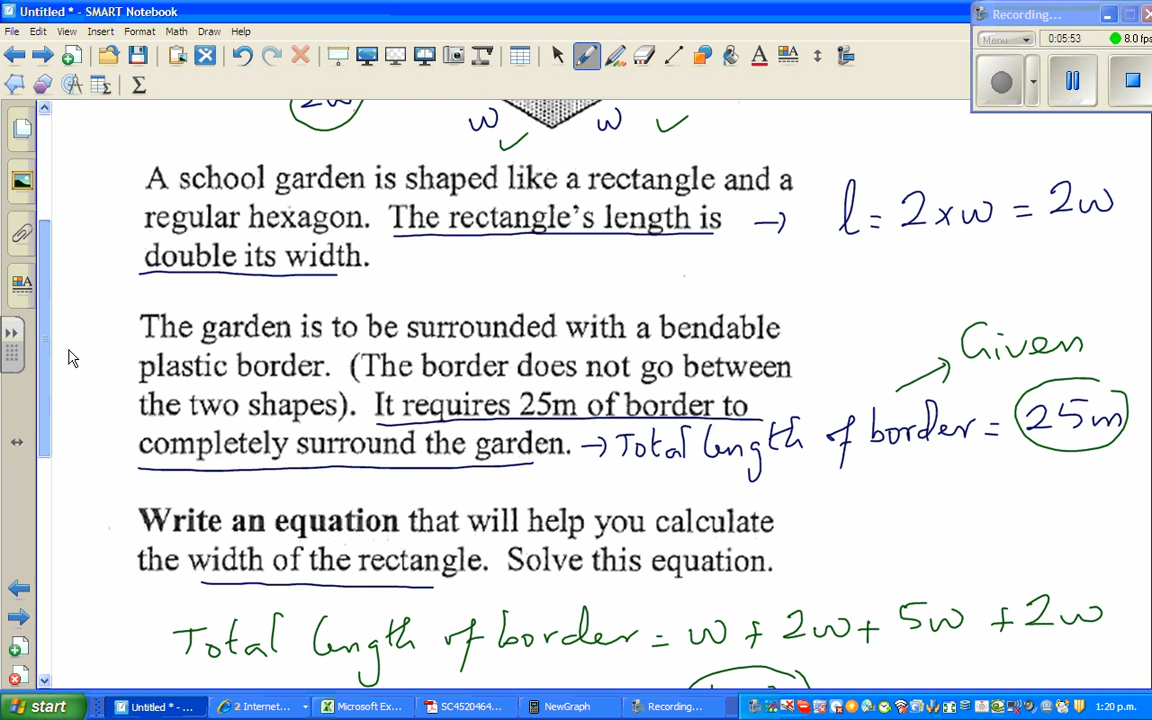 Untitled * - SMART Notebook
Recording...
File Edit View Insert Format Math Draw Help
Menu 0:05:53 8.0 fps
2w
w w
A school garden is shaped like a rectangle and a
regular hexagon. The rectangle's length is → l = 2 x w = 2w
double its width.
The garden is to be surrounded with a bendable
Given
plastic border. (The border does not go between
the two shapes). It requires 25m of border to
completely surround the garden. → Total length of border = 25m
Write an equation that will help you calculate
the width of the rectangle. Solve this equation.
Total length of border = w + 2w + 5w + 2w
start Untitled * - ... 2 Internet... Microsoft Ex... SC4520464... NewGraph Recording... 1:20 p.m.